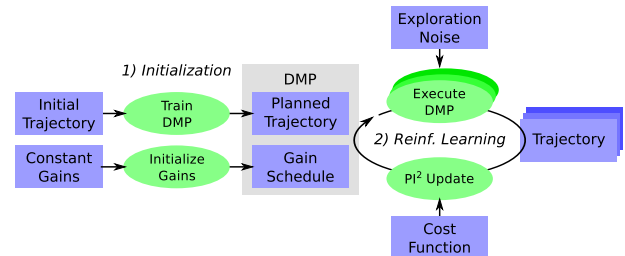 Exploration
Noise
1) Initialization
DMP
Initial
Trajectory
Train
DMP
Planned
Trajectory
Execute
DMP
2) Reinf. Learning
Trajectory
Constant
Gains
Initialize
Gains
Gain
Schedule
PI² Update
Cost
Function